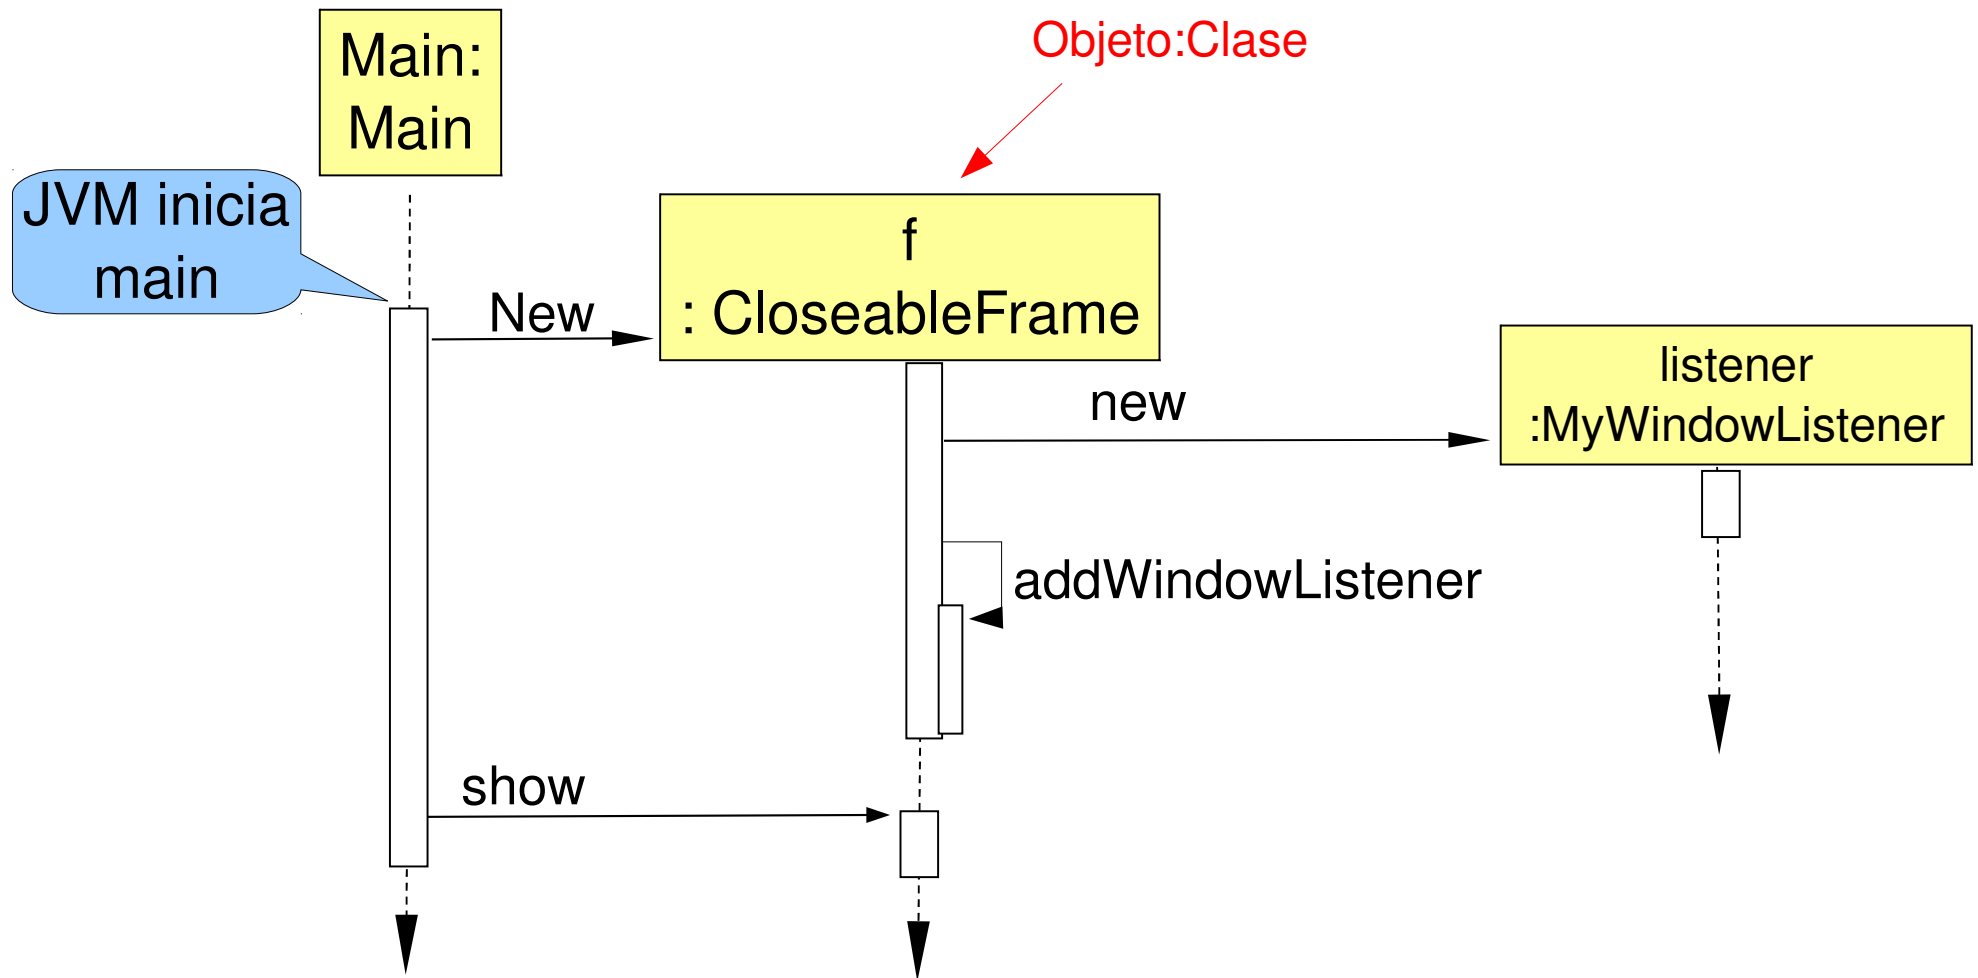 Main:
Main
Objeto:Clase
JVM inicia
main
f
: CloseableFrame
New
listener
:MyWindowListener
new
addWindowListener
show